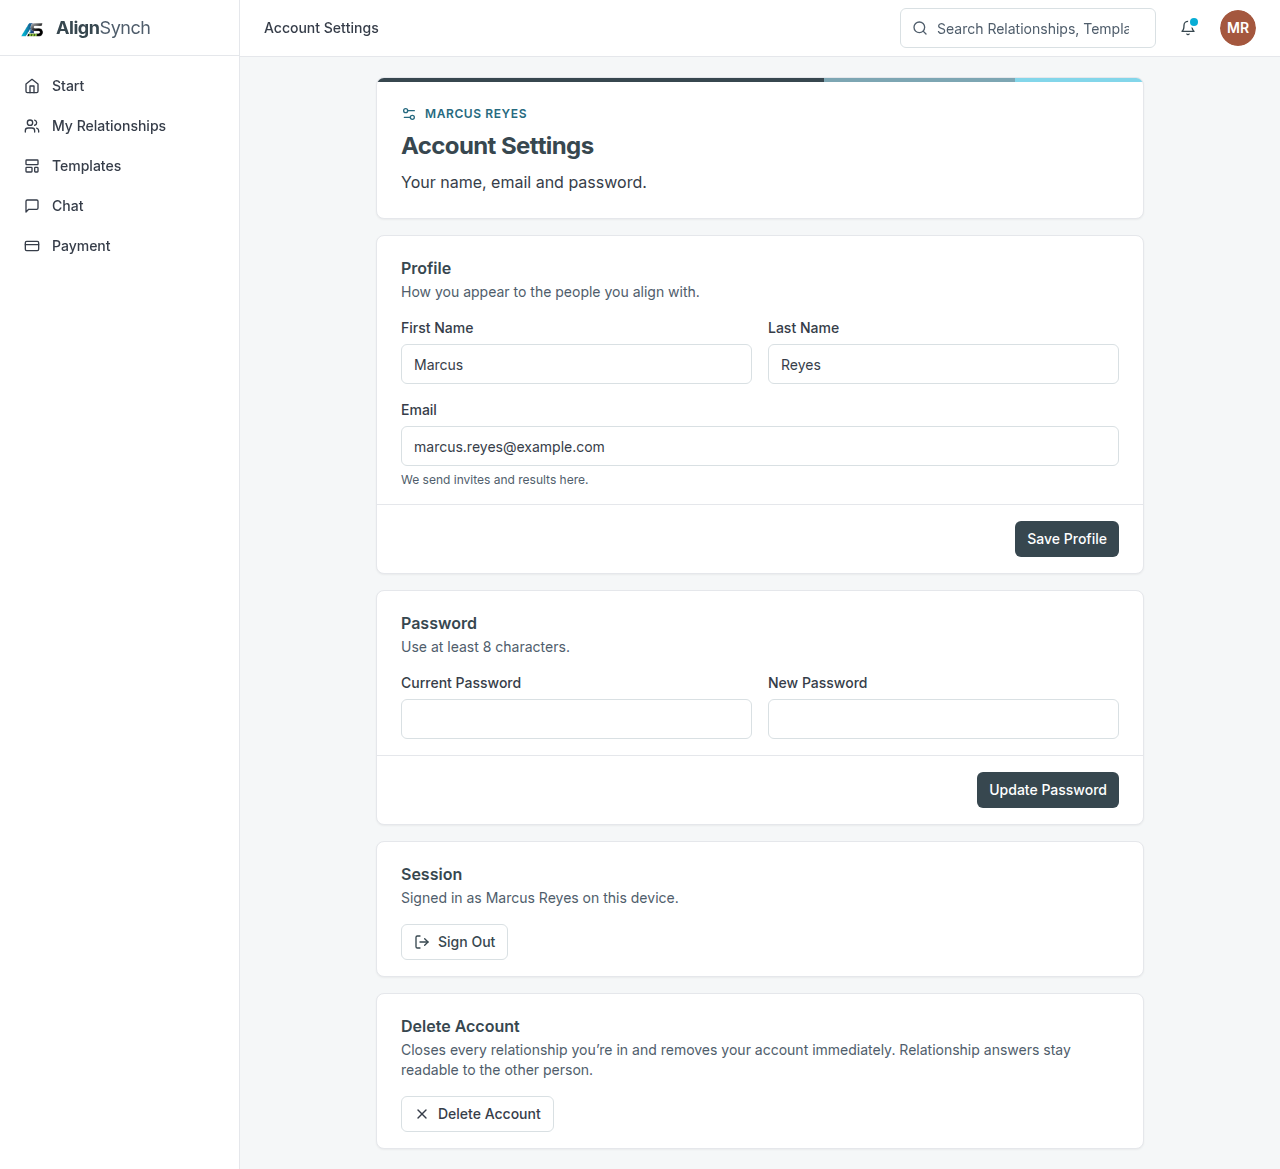 AlignSynch
Account Settings
Search Relationships, Templa
MR
Start
My Relationships
Templates
Chat
Payment
MARCUS REYES
Account Settings
Your name, email and password.
Profile
How you appear to the people you align with.
First Name
Last Name
Marcus
Reyes
Email
marcus.reyes@example.com
We send invites and results here.
Save Profile
Password
Use at least 8 characters.
Current Password
New Password
Update Password
Session
Signed in as Marcus Reyes on this device.
Sign Out
Delete Account
Closes every relationship you’re in and removes your account immediately. Relationship answers stay
readable to the other person.
Delete Account